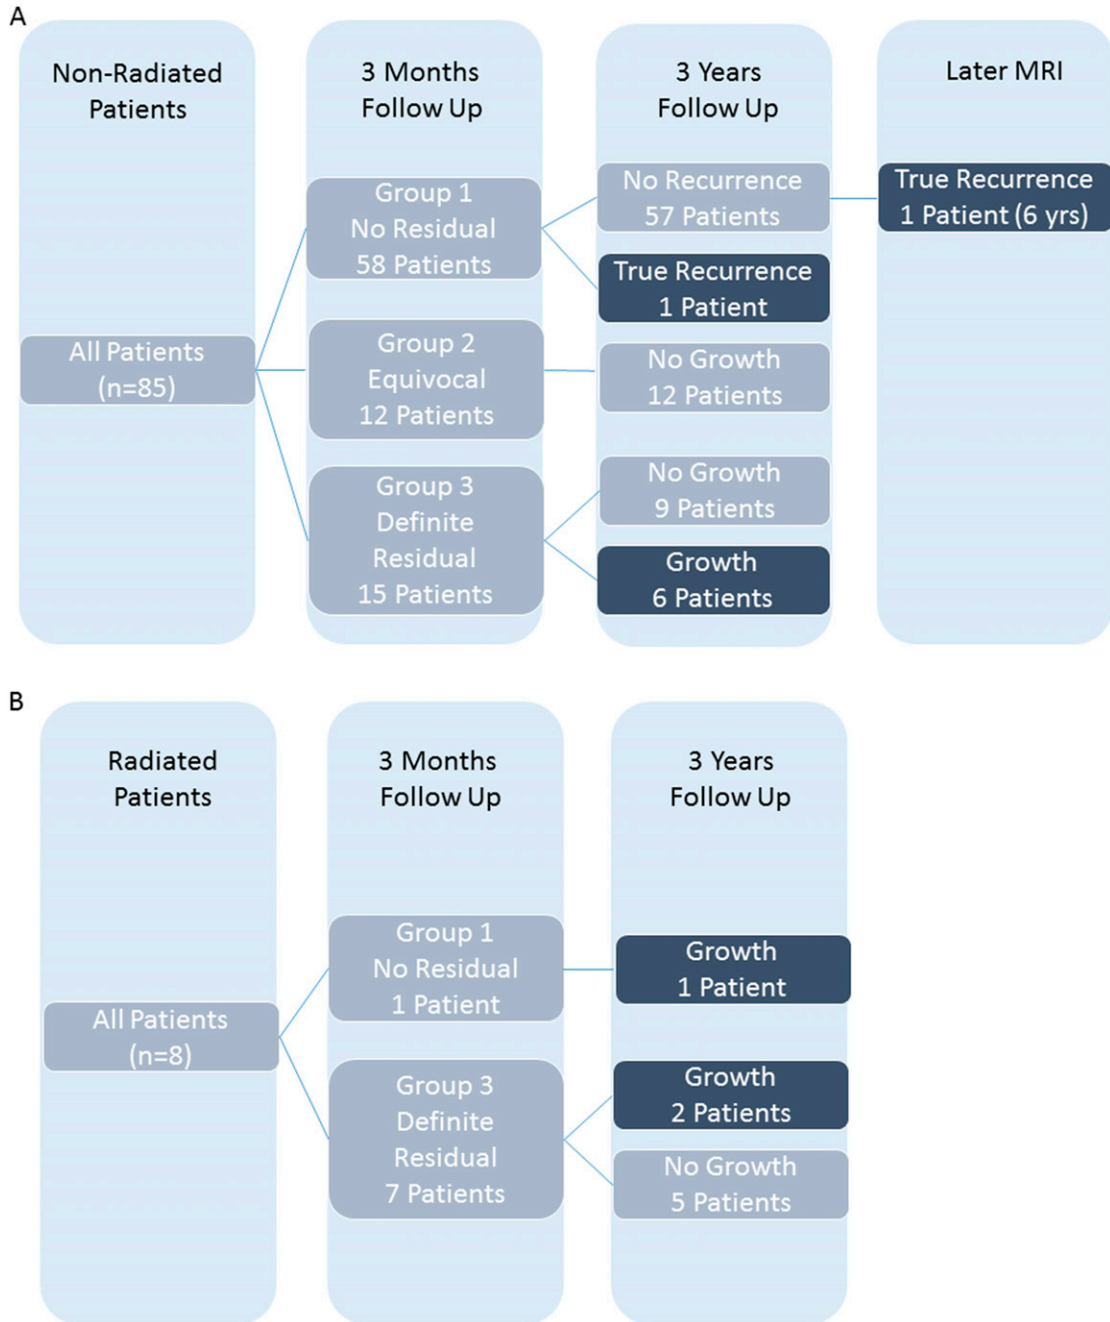 A
Non-Radiated
Patients
3 Months
Follow Up
3 Years
Follow Up
Later MRI
All Patients
(n=85)
Group 1
No Residual
58 Patients
Group 2
Equivocal
12 Patients
Group 3
Definite
Residual
15 Patients
No Recurrence
57 Patients
True Recurrence
1 Patient
No Growth
12 Patients
No Growth
9 Patients
Growth
6 Patients
True Recurrence
1 Patient (6 yrs)
B
Radiated
Patients
3 Months
Follow Up
3 Years
Follow Up
All Patients
(n=8)
Group 1
No Residual
1 Patient
Group 3
Definite
Residual
7 Patients
Growth
1 Patient
Growth
2 Patients
No Growth
5 Patients